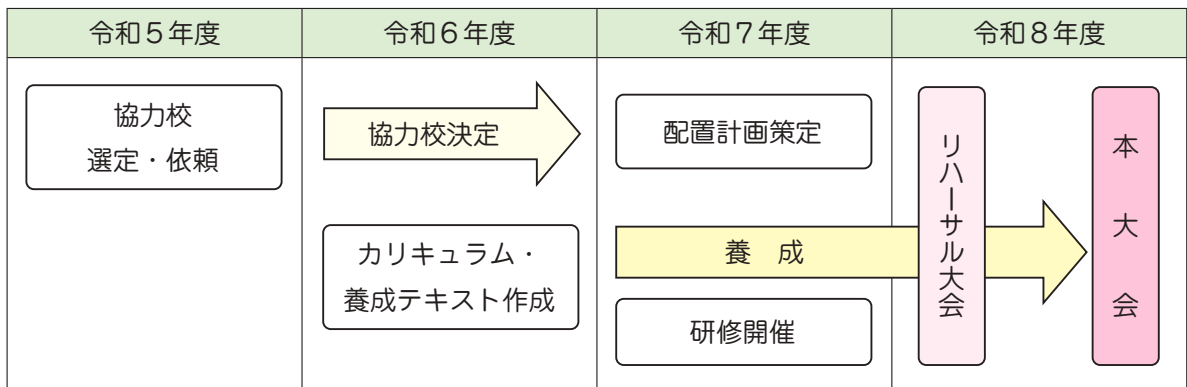 令和5年度
令和6年度
令和7年度
令和8年度
協力校
選定・依頼
協力校決定
カリキュラム・
養成テキスト作成
配置計画策定
養 成
研修開催
リハーサル大会
本大会